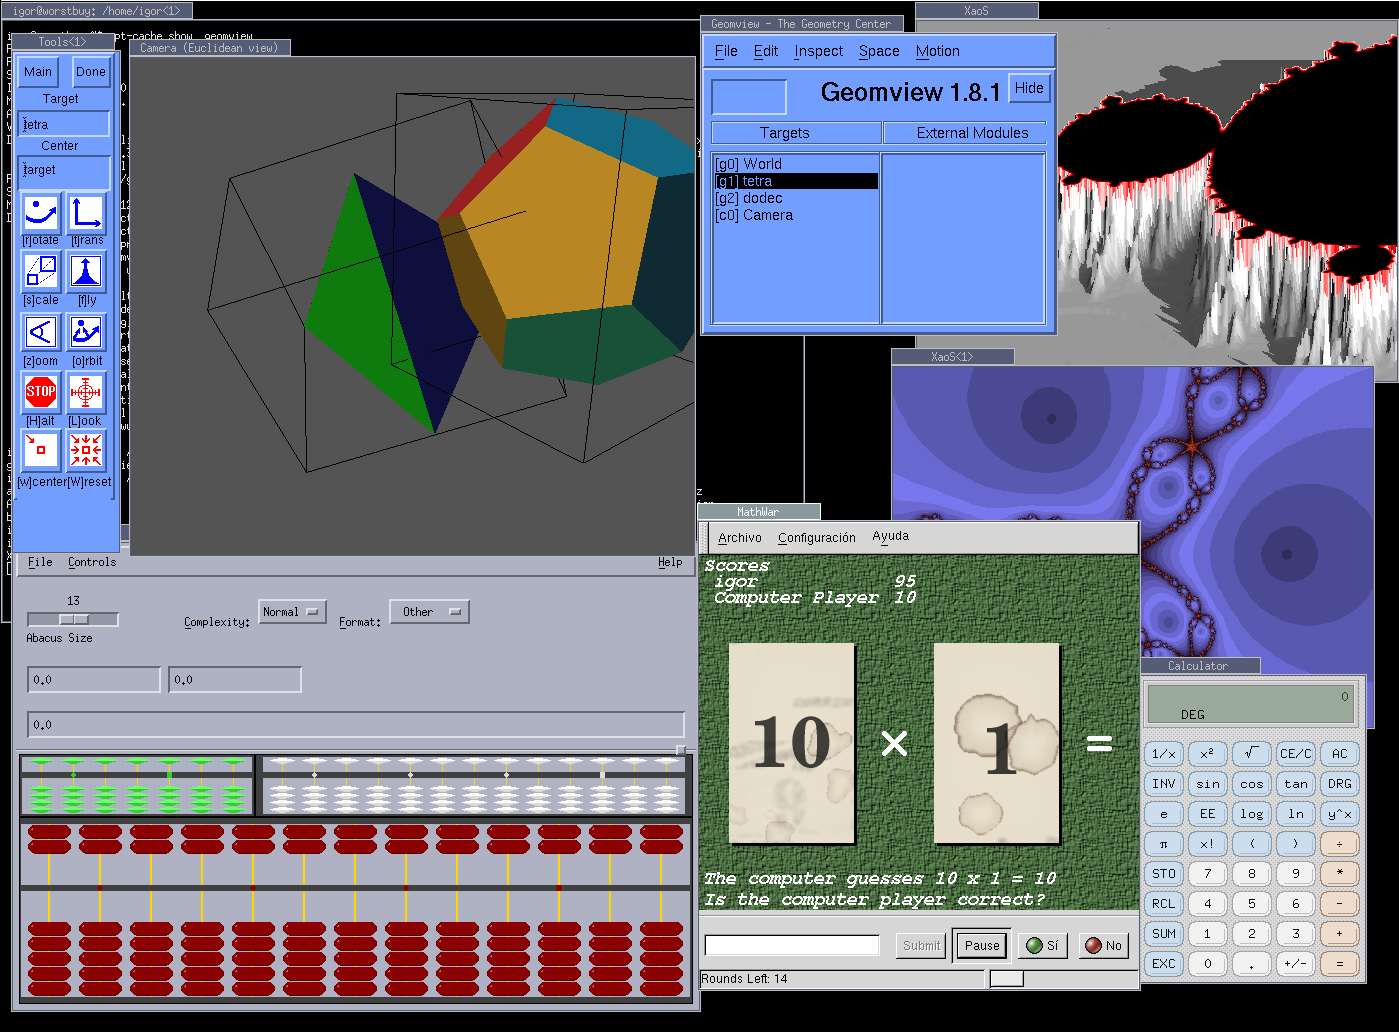 igor@worstbuy: /home/igor<1>
pt-cache show geomview
Tools<1>
Main Done
Target
tetra
Center
target
[r]otate [t]rans
[s]cale [f]ly
[z]oom [o]rbit
STOP
[H]alt [L]ook
[w]center[W]reset
Camera (Euclidean view)
Geomview - The Geometry Center
File Edit Inspect Space Motion
Geomview 1.8.1 Hide
Targets External Modules
[g0] World
[g1] tetra
[g2] dodec
[c0] Camera
XaoS
XaoS<1>
File Controls Help
13
Abacus Size
Complexity: Normal Format: Other
0.0 0.0
0.0
MathWar
Archivo Configuración Ayuda
Scores
igor 95
Computer Player 10
10 × 1 =
The computer guesses 10 x 1 = 10
Is the computer player correct?
Submit Pause Sí No
Rounds Left: 14
Calculator
0
DEG
1/x x² √ CE/C AC
INV sin cos tan DRG
e EE log ln y^x
π x! ( ) ÷
STO 7 8 9 *
RCL 4 5 6 -
SUM 1 2 3 +
EXC 0 . +/- =